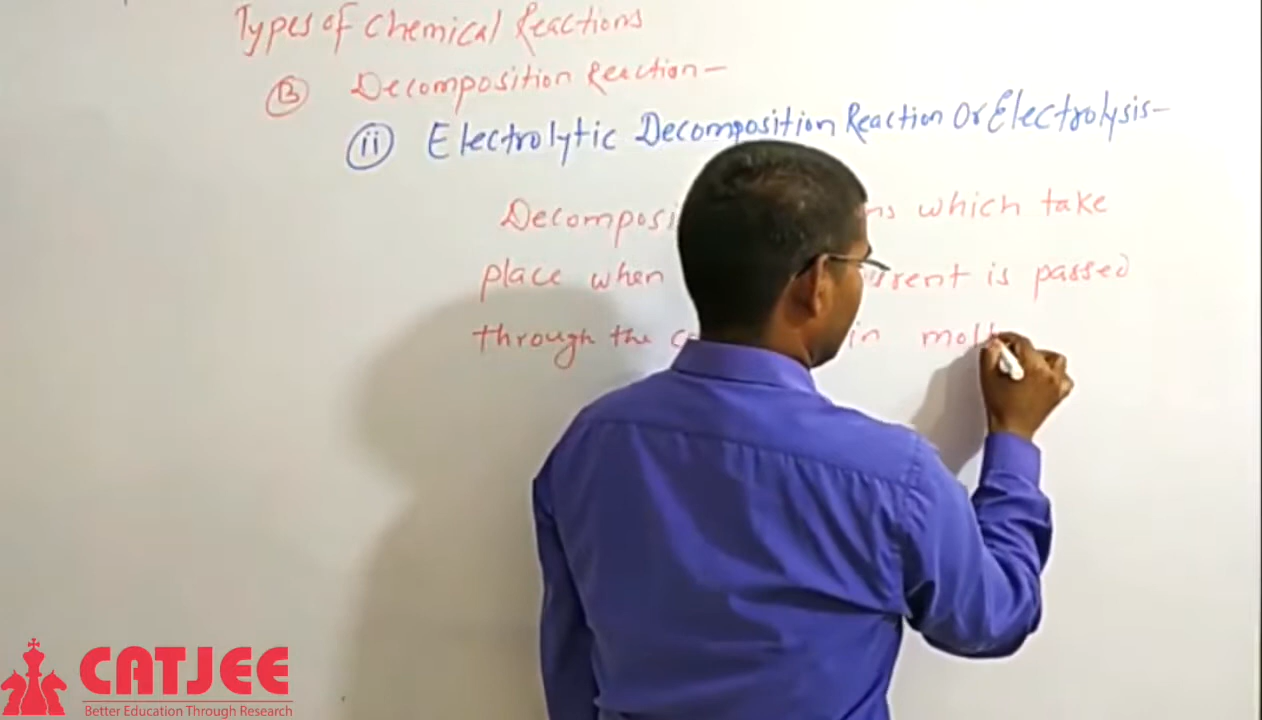 Types of Chemical Reactions
B Decomposition Reaction -
ii Electrolytic Decomposition Reaction Or Electrolysis -
Decomposi ns which take
place when rrent is passed
through the in molt
CATJEE
Better Education Through Research